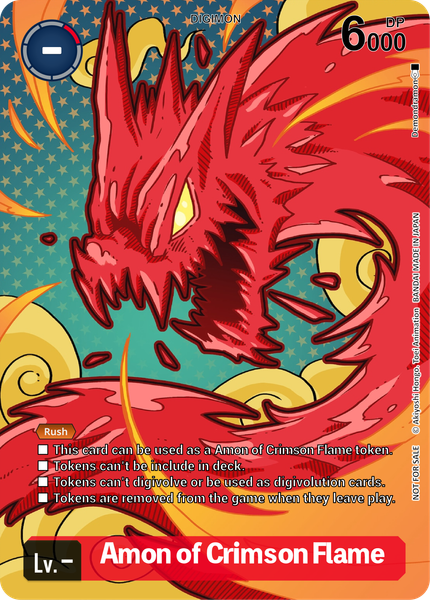 DIGIMON
DP
6000
-
Demondramon
NOT FOR SALE © Akiyoshi Hongo, Toei Animation BANDAI MADE IN JAPAN
Rush
■ This card can be used as a Amon of Crimson Flame token.
■ Tokens can't be include in deck.
■ Tokens can't digivolve or be used as digivolution cards.
■ Tokens are removed from the game when they leave play.
Lv.-
Amon of Crimson Flame